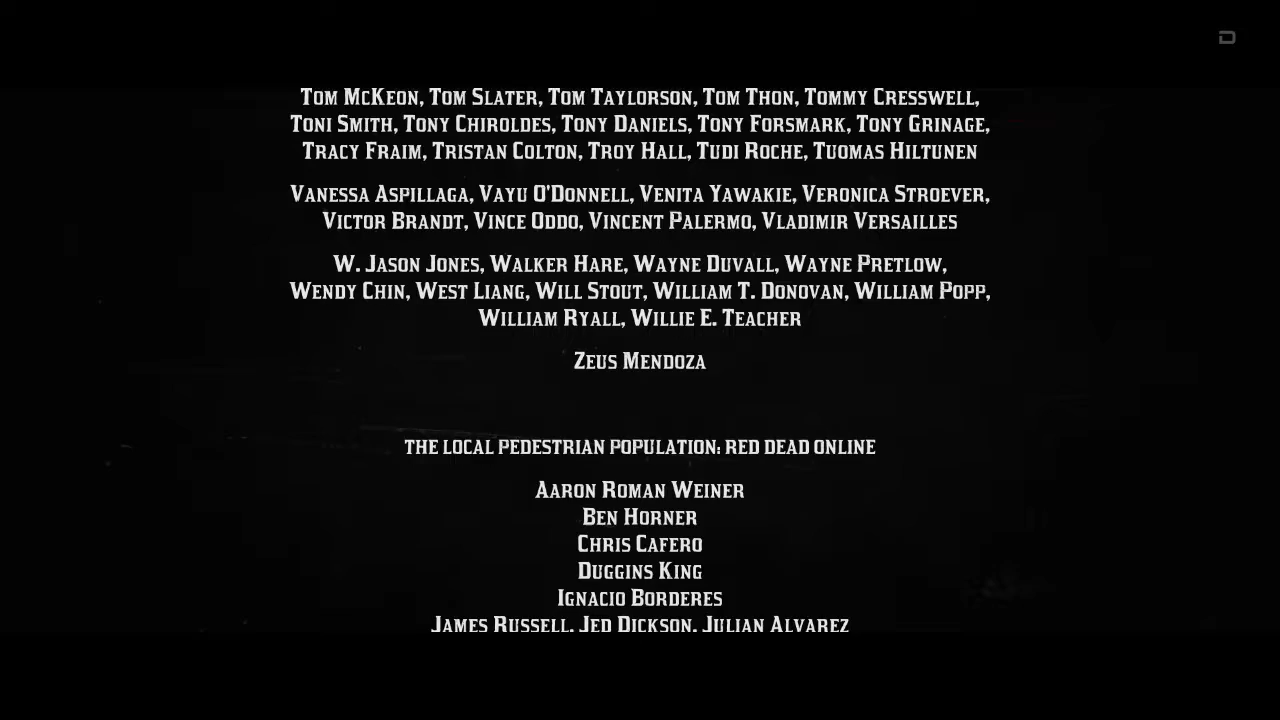 Tom McKeon, Tom Slater, Tom Taylorson, Tom Thon, Tommy Cresswell,
Toni Smith, Tony Chiroldes, Tony Daniels, Tony Forsmark, Tony Grinage,
Tracy Fraim, Tristan Colton, Troy Hall, Tudi Roche, Tuomas Hiltunen
Vanessa Aspillaga, Vayu O'Donnell, Venita Yawakie, Veronica Stroever,
Victor Brandt, Vince Oddo, Vincent Palermo, Vladimir Versailles
W. Jason Jones, Walker Hare, Wayne Duvall, Wayne Pretlow,
Wendy Chin, West Liang, Will Stout, William T. Donovan, William Popp,
William Ryall, Willie E. Teacher
Zeus Mendoza
THE LOCAL PEDESTRIAN POPULATION: RED DEAD ONLINE
Aaron Roman Weiner
Ben Horner
Chris Cafero
Duggins King
Ignacio Borderes
James Russell, Jed Dickson, Julian Alvarez